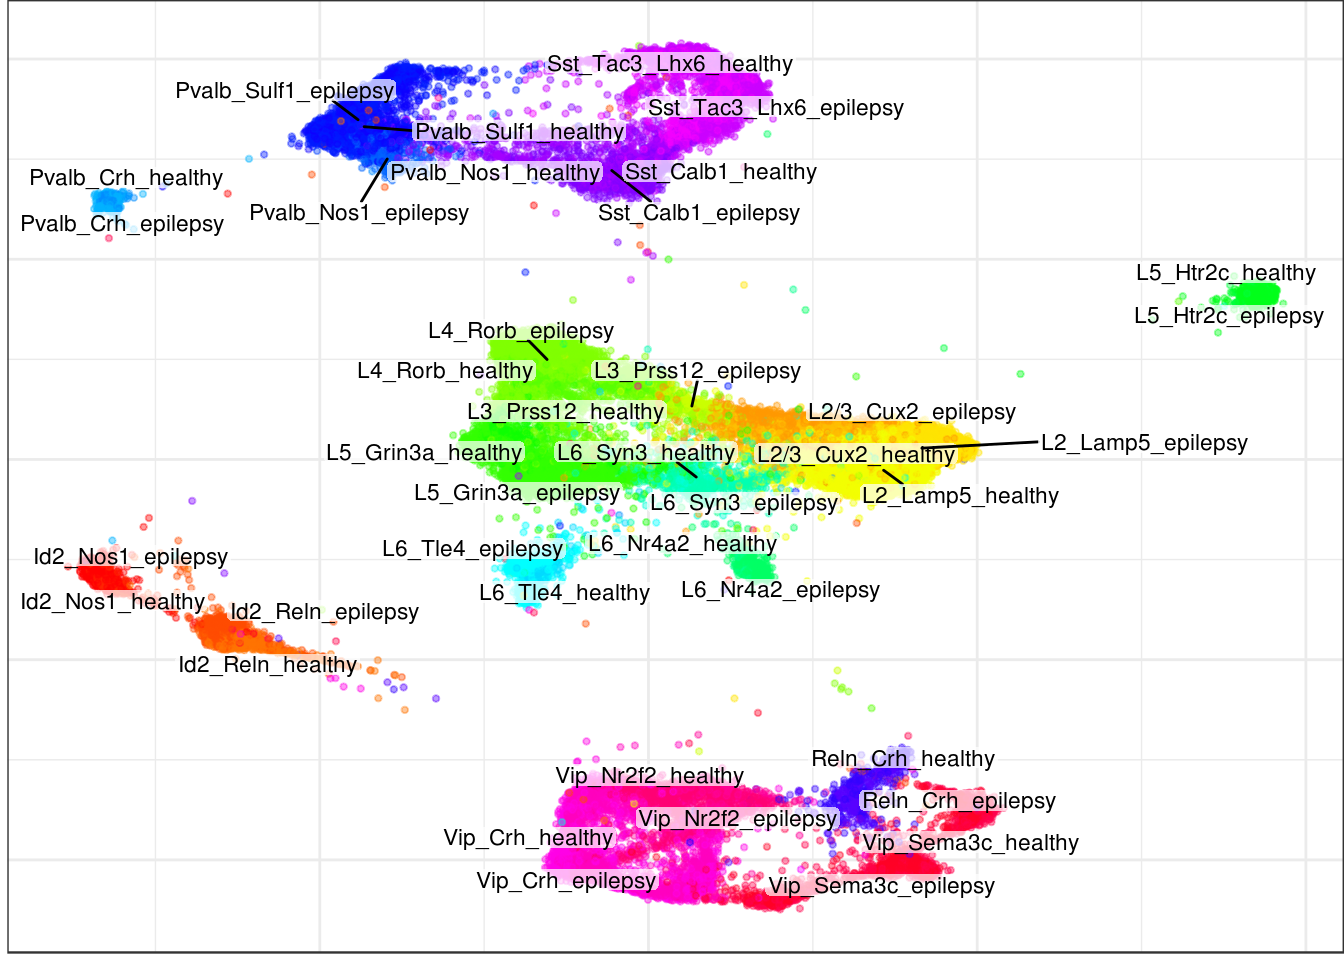 Sst_Tac3_Lhx6_healthy
Pvalb_Sulf1_epilepsy
Sst_Tac3_Lhx6_epilepsy
Pvalb_Sulf1_healthy
Pvalb_Nos1_healthy
Sst_Calb1_healthy
Pvalb_Crh_healthy
Pvalb_Nos1_epilepsy
Sst_Calb1_epilepsy
Pvalb_Crh_epilepsy
L5_Htr2c_healthy
L5_Htr2c_epilepsy
L4_Rorb_epilepsy
L4_Rorb_healthy
L3_Prss12_epilepsy
L3_Prss12_healthy
L2/3_Cux2_epilepsy
L2_Lamp5_epilepsy
L5_Grin3a_healthy
L6_Syn3_healthy
L2/3_Cux2_healthy
L5_Grin3a_epilepsy
L6_Syn3_epilepsy
L2_Lamp5_healthy
L6_Tle4_epilepsy
L6_Nr4a2_healthy
Id2_Nos1_epilepsy
L6_Tle4_healthy
L6_Nr4a2_epilepsy
Id2_Nos1_healthy
Id2_Reln_epilepsy
Id2_Reln_healthy
Reln_Crh_healthy
Vip_Nr2f2_healthy
Reln_Crh_epilepsy
Vip_Nr2f2_epilepsy
Vip_Crh_healthy
Vip_Sema3c_healthy
Vip_Crh_epilepsy
Vip_Sema3c_epilepsy